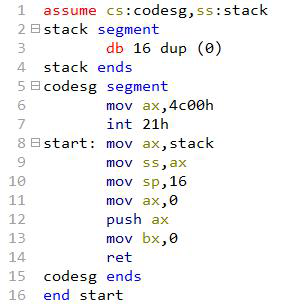 1 assume cs:codesg,ss:stack
2 stack segment
3 db 16 dup (0)
4 stack ends
5 codesg segment
6 mov ax,4c00h
7 int 21h
8 start: mov ax,stack
9 mov ss,ax
10 mov sp,16
11 mov ax,0
12 push ax
13 mov bx,0
14 ret
15 codesg ends
16 end start